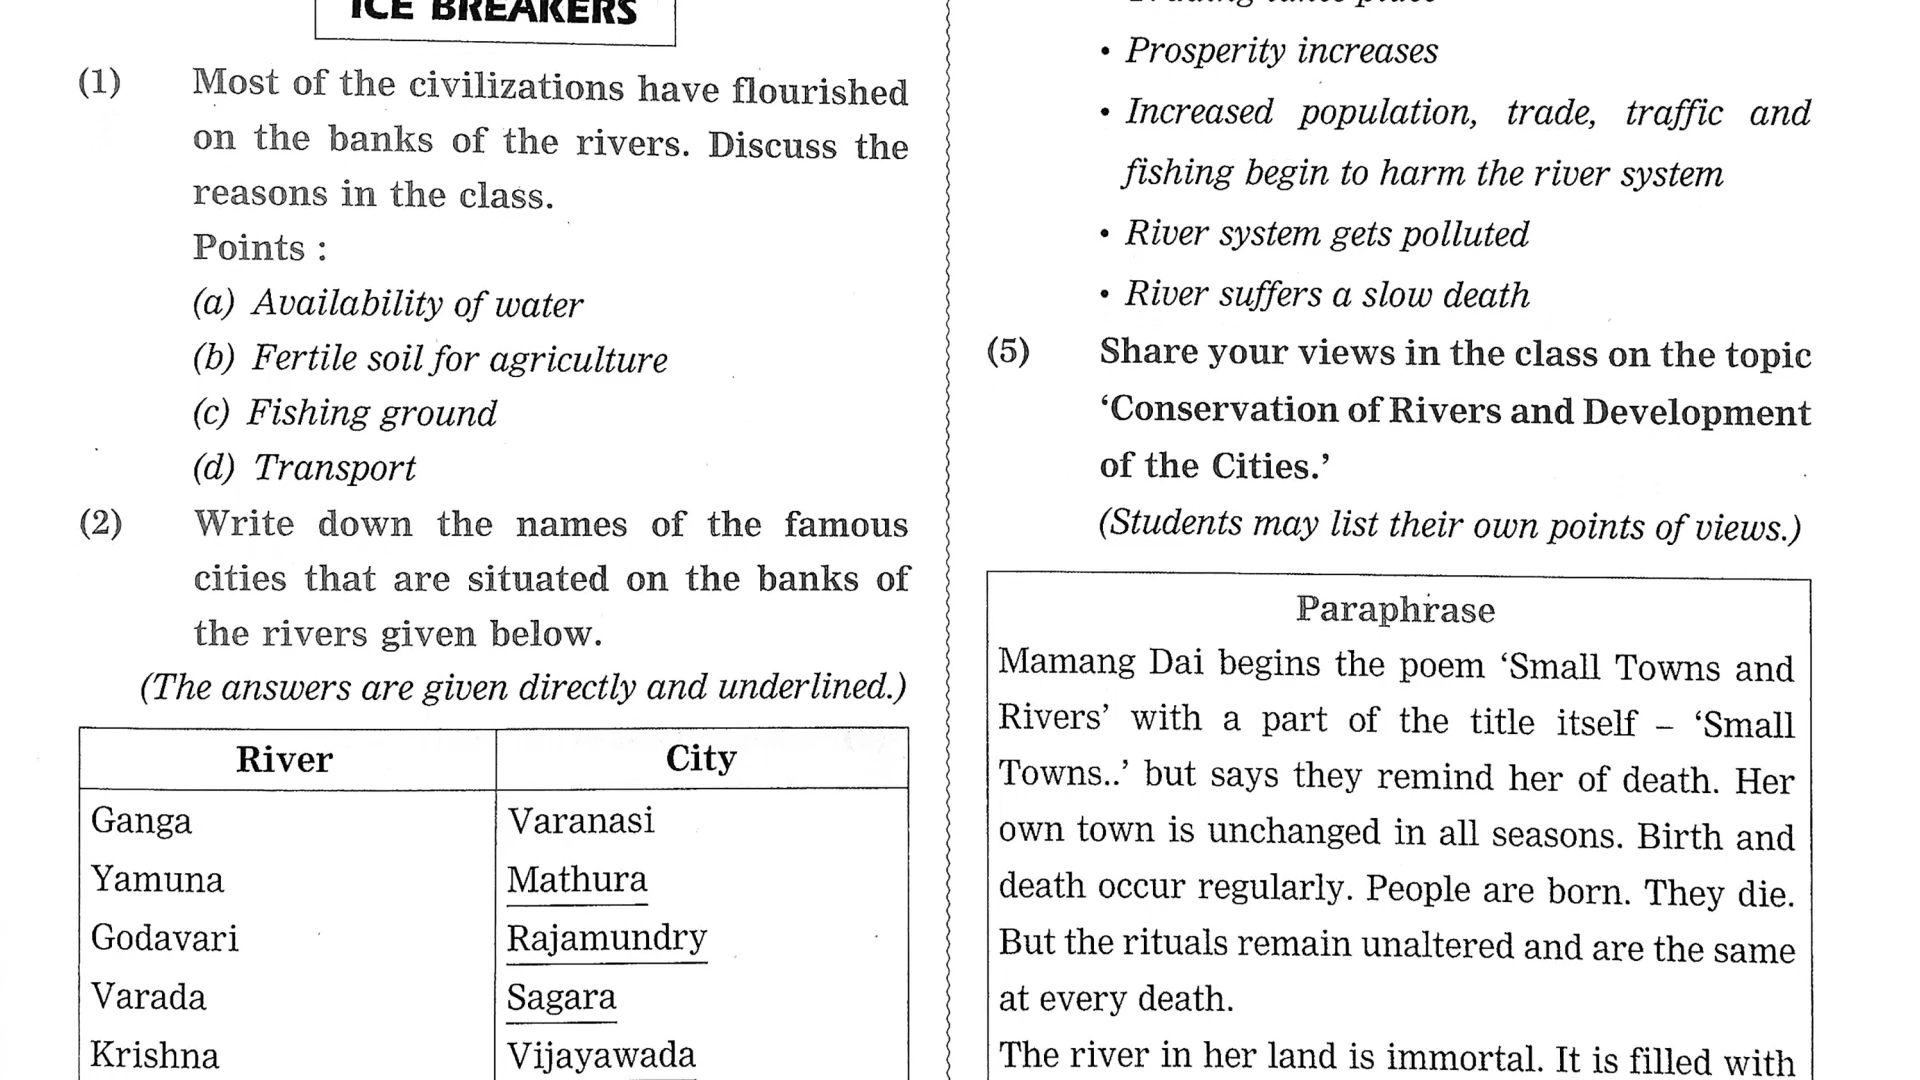 ICE BREAKERS
(1) Most of the civilizations have flourished
on the banks of the rivers. Discuss the
reasons in the class.
Points :
(a) Availability of water
(b) Fertile soil for agriculture
(c) Fishing ground
(d) Transport
(2) Write down the names of the famous
cities that are situated on the banks of
the rivers given below.
(The answers are given directly and underlined.)
River City
Ganga Varanasi
Yamuna Mathura
Godavari Rajamundry
Varada Sagara
Krishna Vijayawada
• Prosperity increases
• Increased population, trade, traffic and
fishing begin to harm the river system
• River system gets polluted
• River suffers a slow death
(5) Share your views in the class on the topic
‘Conservation of Rivers and Development
of the Cities.’
(Students may list their own points of views.)
Paraphrase
Mamang Dai begins the poem ‘Small Towns and
Rivers’ with a part of the title itself – ‘Small
Towns..’ but says they remind her of death. Her
own town is unchanged in all seasons. Birth and
death occur regularly. People are born. They die.
But the rituals remain unaltered and are the same
at every death.
The river in her land is immortal. It is filled with